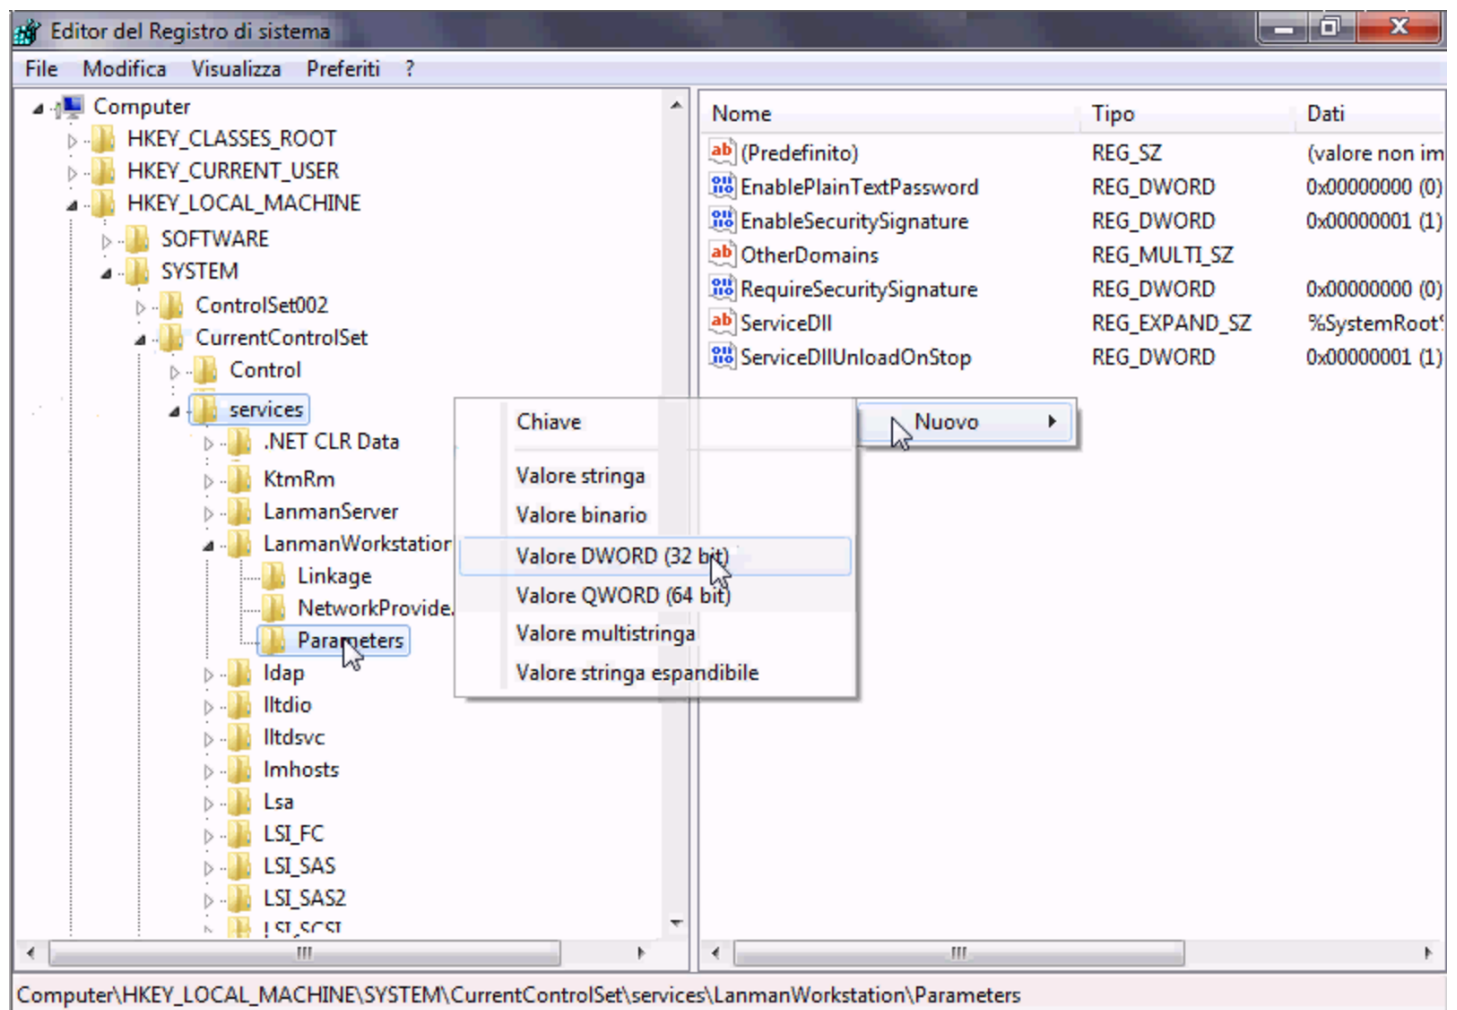 Editor del Registro di sistema
File Modifica Visualizza Preferiti ?
Computer
HKEY_CLASSES_ROOT
HKEY_CURRENT_USER
HKEY_LOCAL_MACHINE
SOFTWARE
SYSTEM
ControlSet002
CurrentControlSet
Control
services
.NET CLR Data
KtmRm
LanmanServer
LanmanWorkstation
Linkage
NetworkProvide
Parameters
ldap
lltdio
lltdsvc
lmhosts
Lsa
LSI_FC
LSI_SAS
LSI_SAS2
LSI_SCSI
Nome Tipo Dati
(Predefinito) REG_SZ (valore non im
EnablePlainTextPassword REG_DWORD 0x00000000 (0)
EnableSecuritySignature REG_DWORD 0x00000001 (1)
OtherDomains REG_MULTI_SZ
RequireSecuritySignature REG_DWORD 0x00000000 (0)
ServiceDll REG_EXPAND_SZ %SystemRoot%
ServiceDllUnloadOnStop REG_DWORD 0x00000001 (1)
Nuovo
Chiave
Valore stringa
Valore binario
Valore DWORD (32 bit)
Valore QWORD (64 bit)
Valore multistringa
Valore stringa espandibile
Computer\HKEY_LOCAL_MACHINE\SYSTEM\CurrentControlSet\services\LanmanWorkstation\Parameters